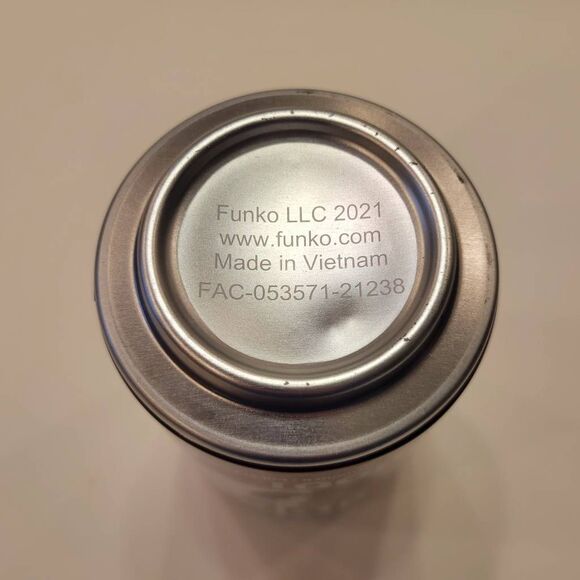 Funko LLC 2021
www.funko.com
Made in Vietnam
FAC-053571-21238